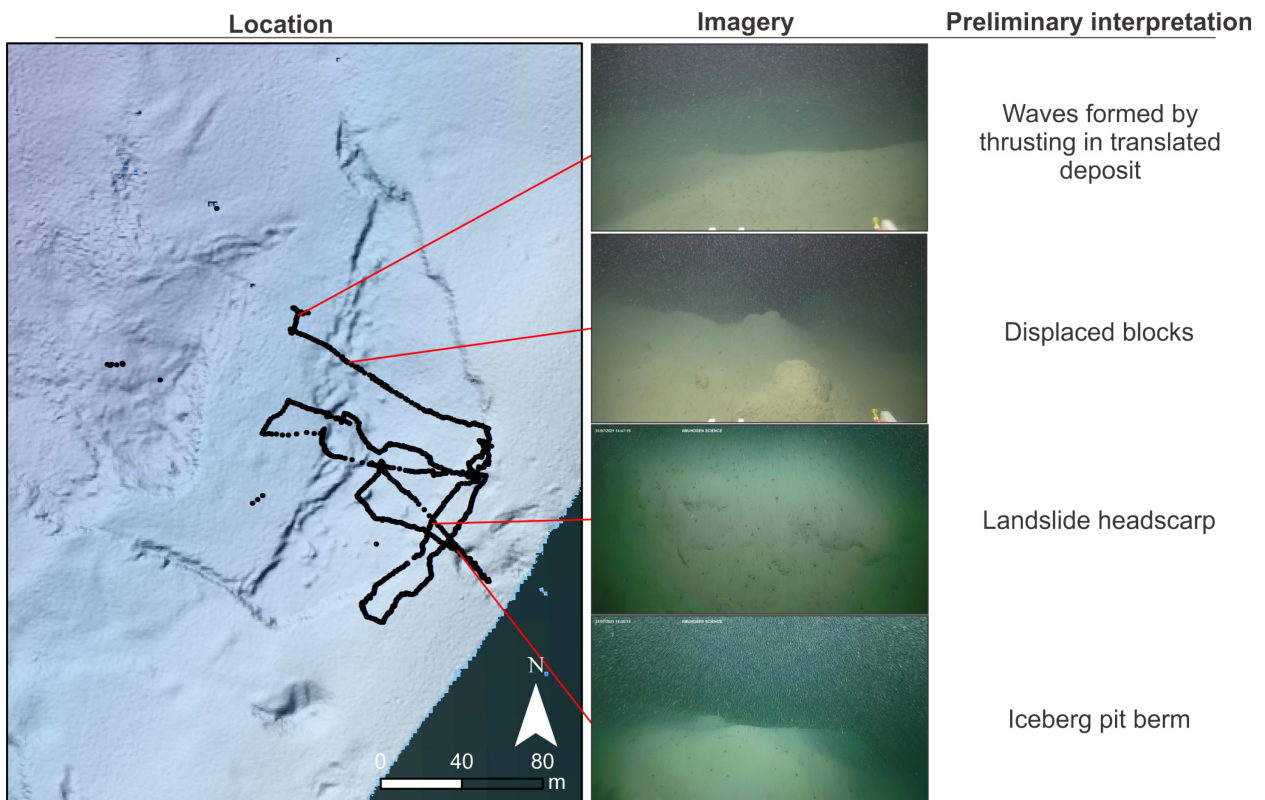 Location
Imagery
Preliminary interpretation
Waves formed by
thrusting in translated
deposit
Displaced blocks
Landslide headscarp
Iceberg pit berm
AMUNDSEN SCIENCE
AMUNDSEN SCIENCE
N
0 40 80
m